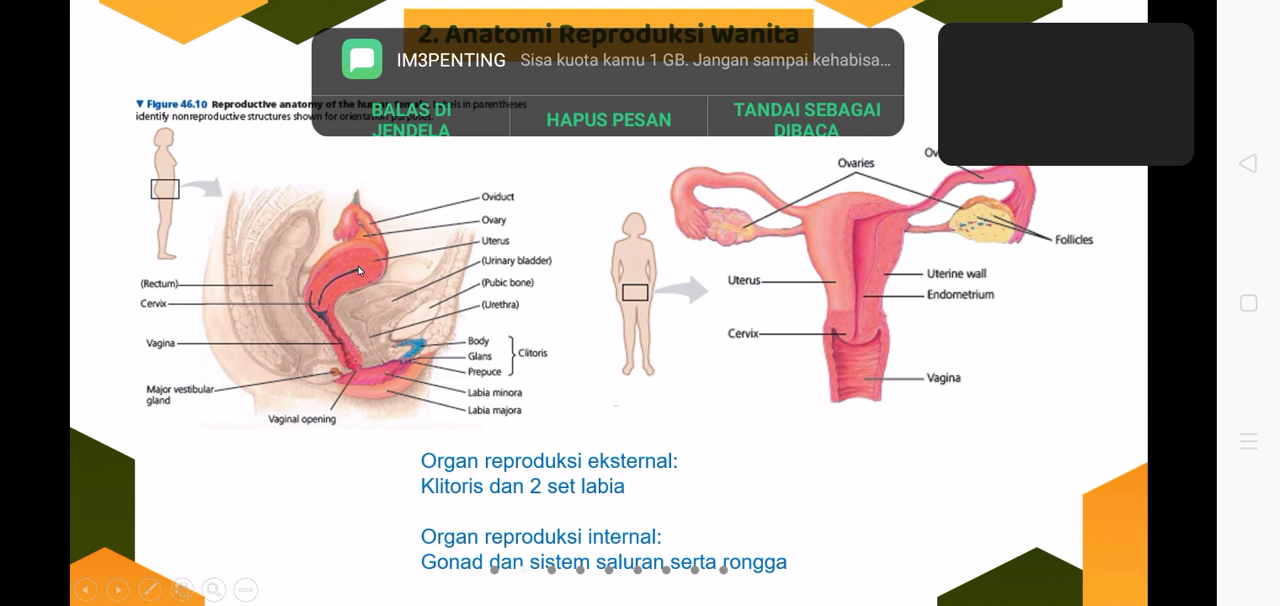 2. Anatomi Reproduksi Wanita
IM3PENTING Sisa kuota kamu 1 GB. Jangan sampai kehabisa...
BALAS DI JENDELA
HAPUS PESAN
TANDAI SEBAGAI DIBACA
▼ Figure 46.10 Reproductive anatomy of the in parentheses
identify nonreproductive structures shown for
Oviduct
Ovary
Uterus
(Urinary bladder)
(Pubic bone)
(Urethra)
Body
Glans
Prepuce
Clitoris
Labia minora
Labia majora
(Rectum)
Cervix
Vagina
Major vestibular
gland
Vaginal opening
Ovaries
Follicles
Uterus
Uterine wall
Endometrium
Cervix
Vagina
Organ reproduksi eksternal:
Klitoris dan 2 set labia
Organ reproduksi internal:
Gonad dan sistem saluran serta rongga